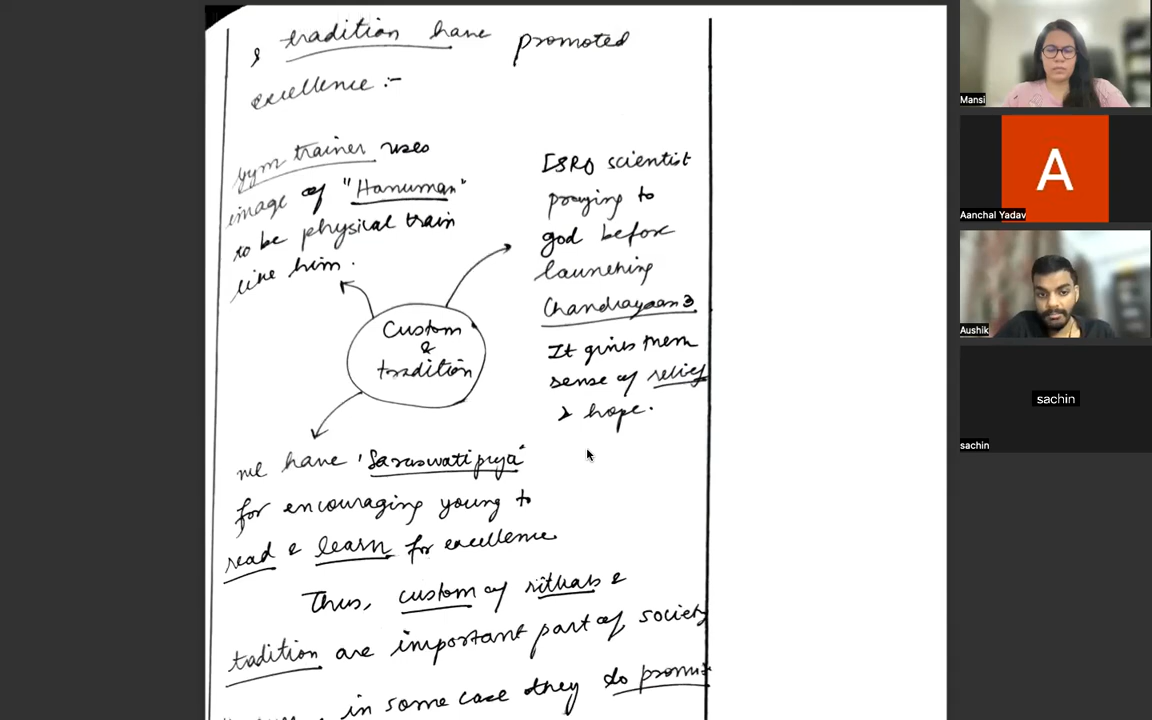 & tradition have promoted
excellence :-
gym trainer uses
image of "Hanuman"
to be physical train
like him.
ISRO scientist
praying to
god before
launching
Chandrayaan 3
It gives them
sense of relief
& hope.
Custom
&
tradition
we have 'Saraswati puja'
for encouraging young to
read & learn for excellence
Thus, custom of rituals &
tadition are important part of society
in some case they do promote
Mansi
A
Aanchal Yadav
Aushik
sachin
sachin